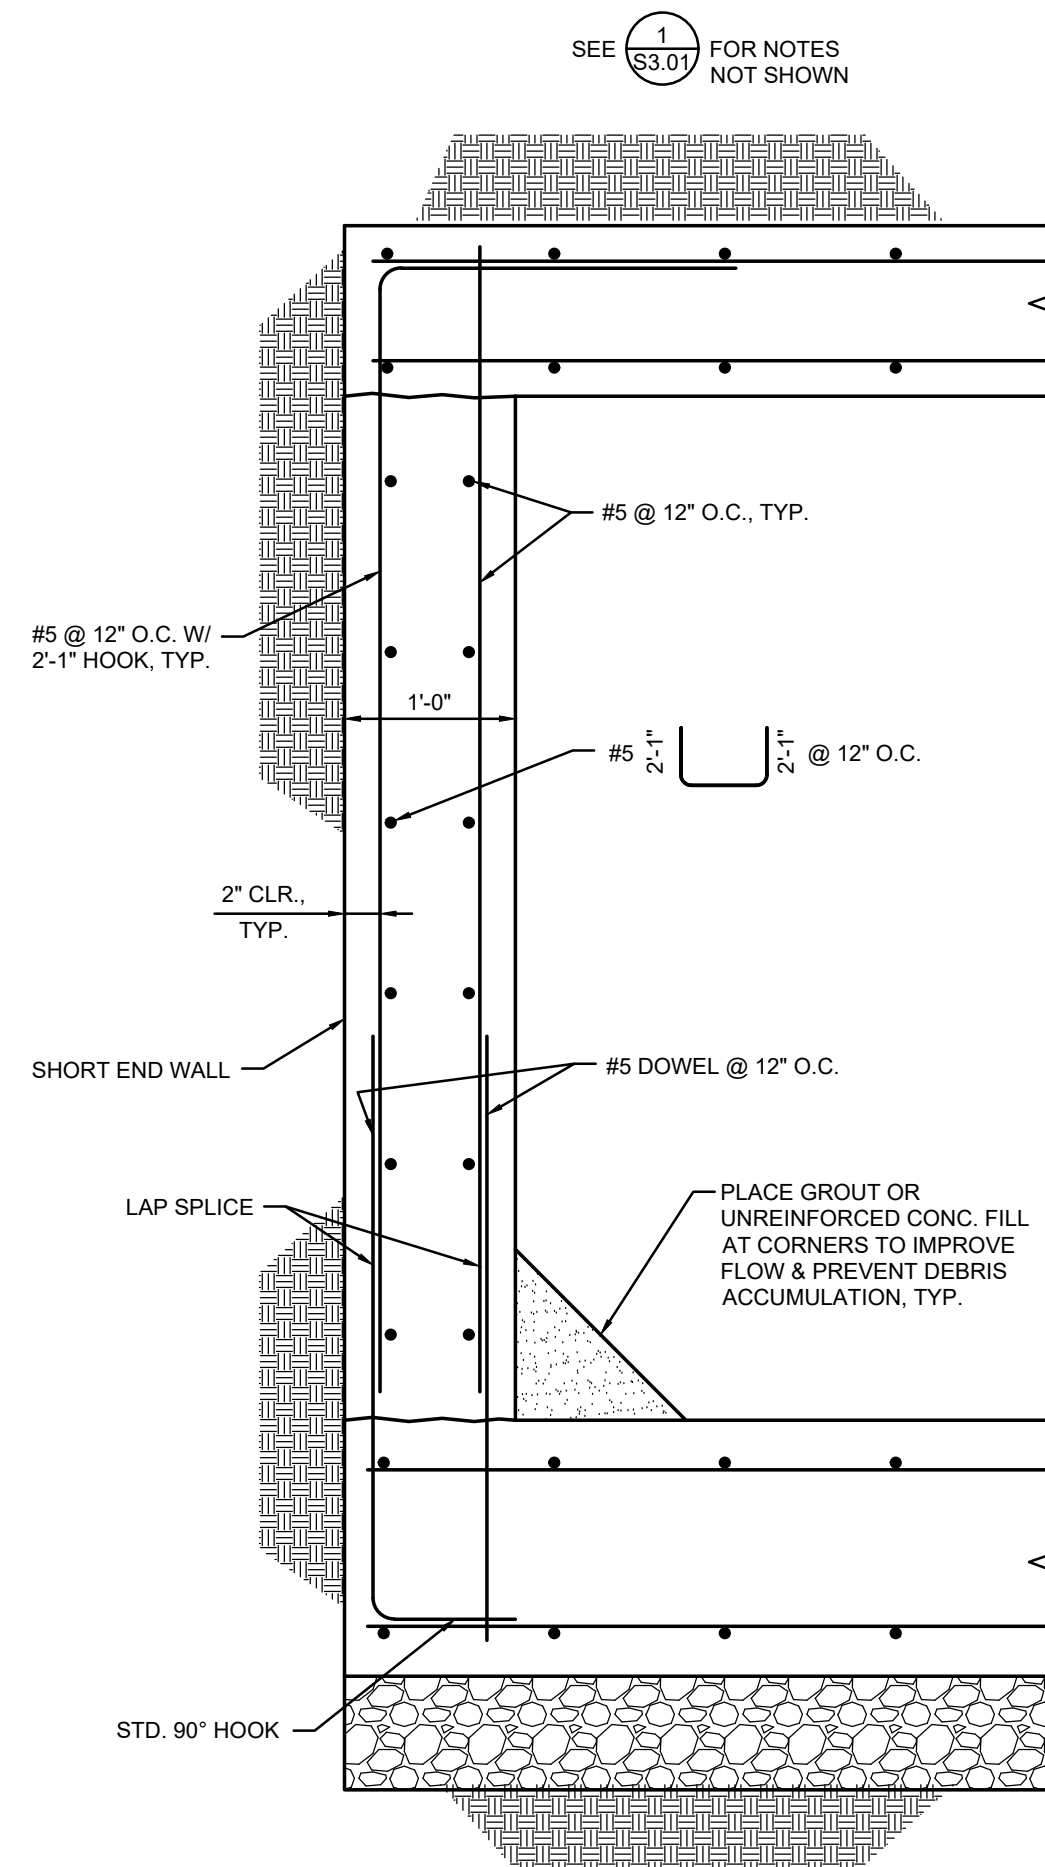 SEE 1 FOR NOTES
S3.01 NOT SHOWN
#5 @ 12" O.C., TYP.
#5 @ 12" O.C. W/
2'-1" HOOK, TYP.
1'-0"
#5 2'-1" 2'-1" @ 12" O.C.
2" CLR.,
TYP.
SHORT END WALL
#5 DOWEL @ 12" O.C.
LAP SPLICE
PLACE GROUT OR
UNREINFORCED CONC. FILL
AT CORNERS TO IMPROVE
FLOW & PREVENT DEBRIS
ACCUMULATION, TYP.
STD. 90° HOOK